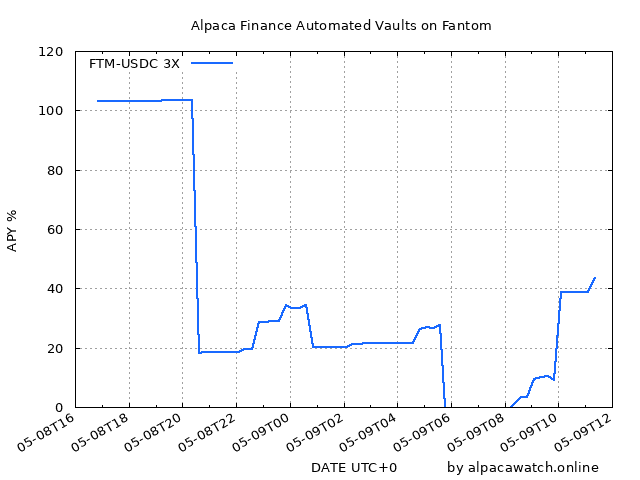 Alpaca Finance Automated Vaults on Fantom
FTM-USDC 3X
APY %
120
100
80
60
40
20
0
05-08T16
05-08T18
05-08T20
05-08T22
05-09T00
05-09T02
05-09T04
05-09T06
05-09T08
05-09T10
05-09T12
DATE UTC+0
by alpacawatch.online